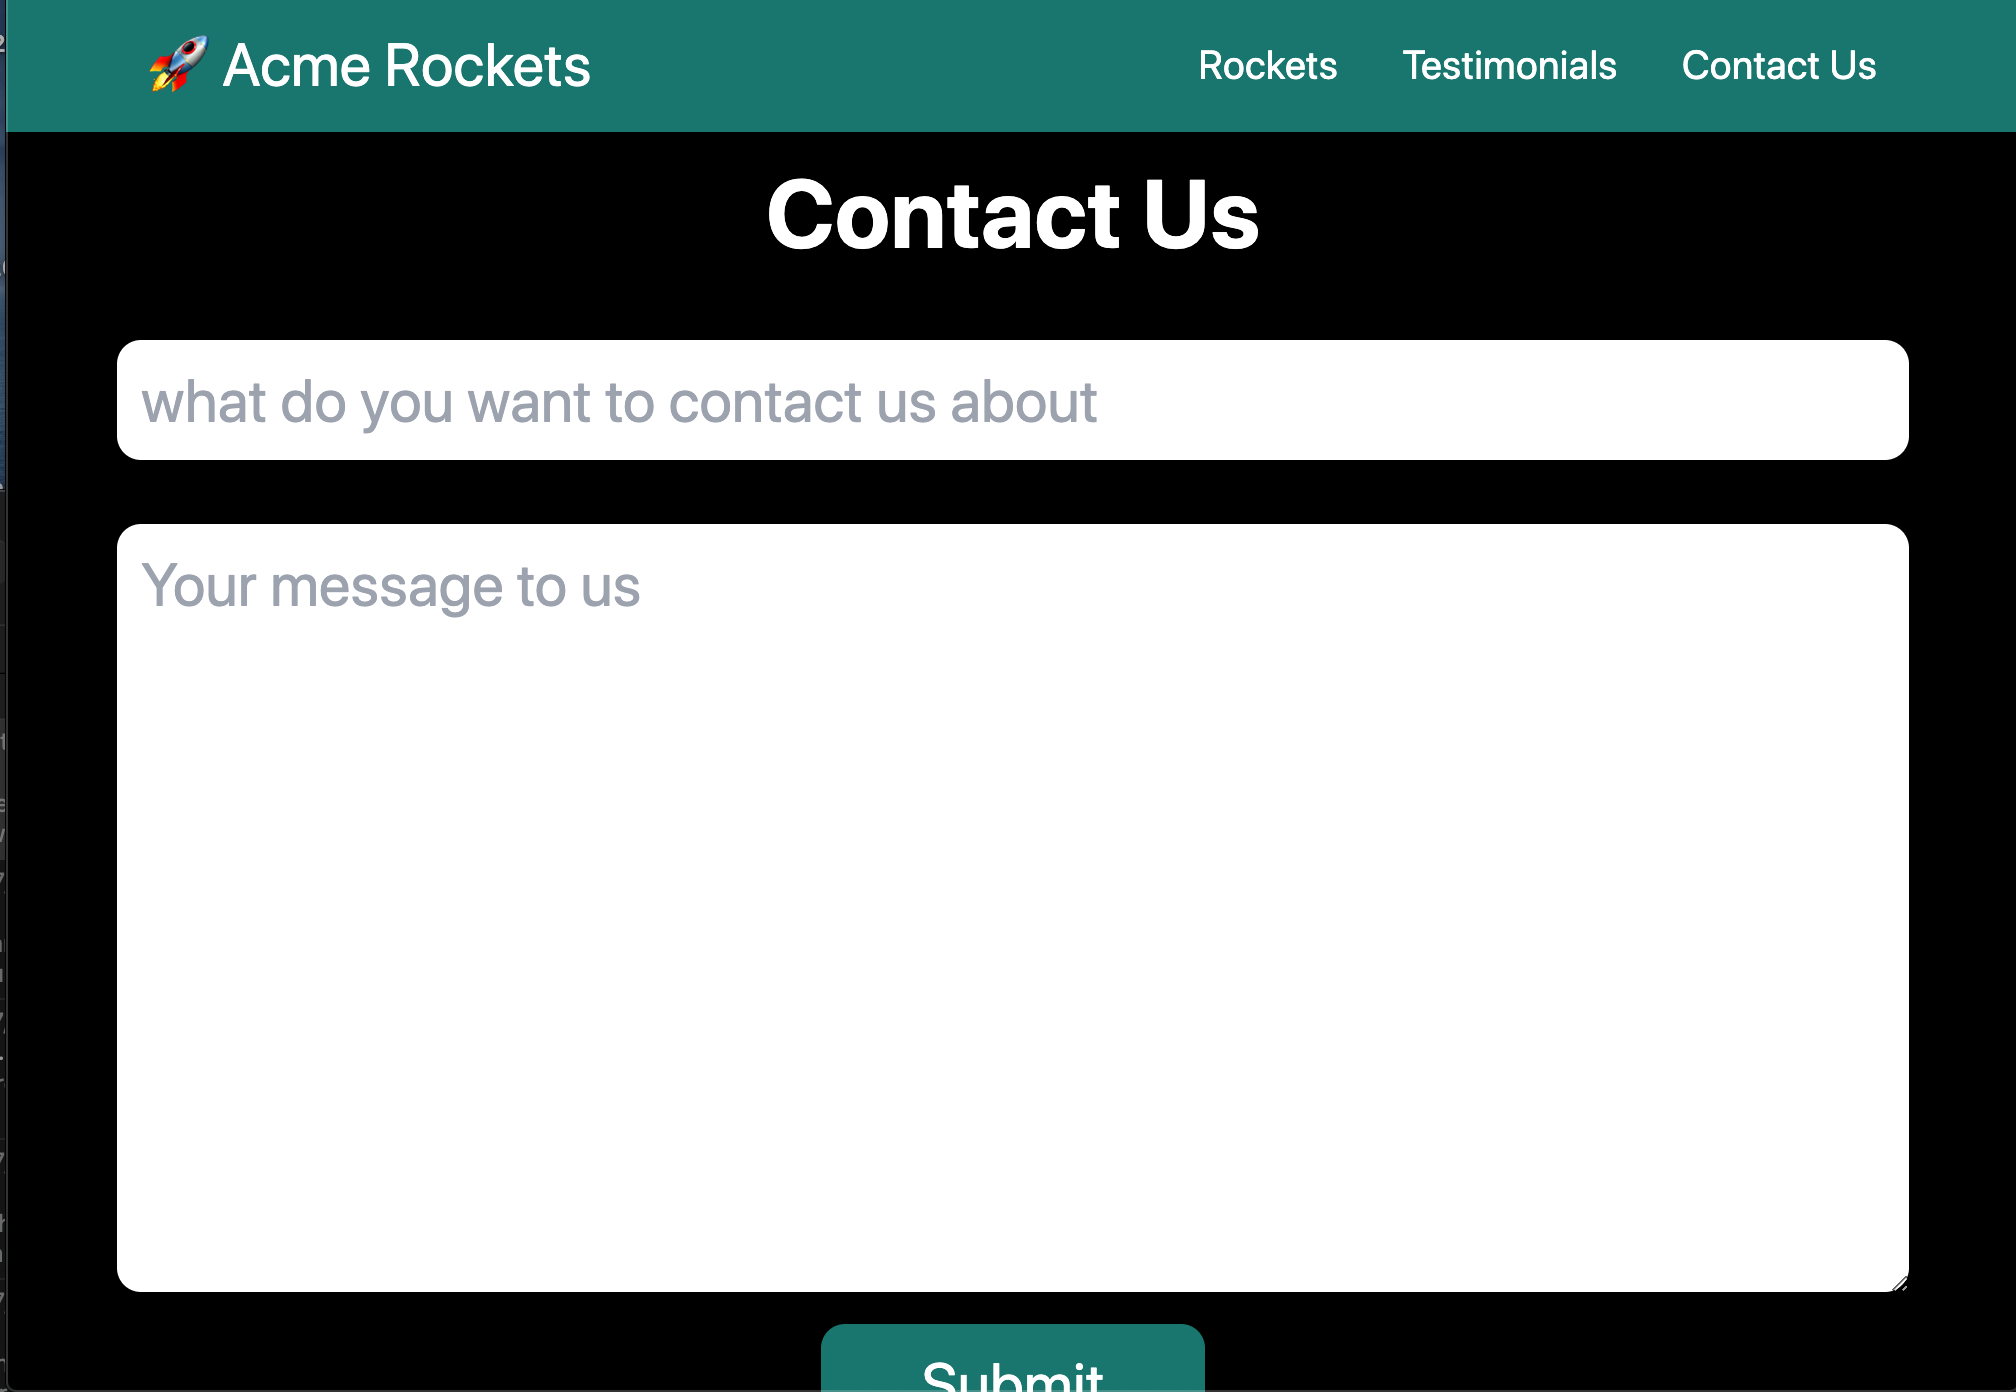 🚀 Acme Rockets
Rockets Testimonials Contact Us
Contact Us
what do you want to contact us about
Your message to us
Submit